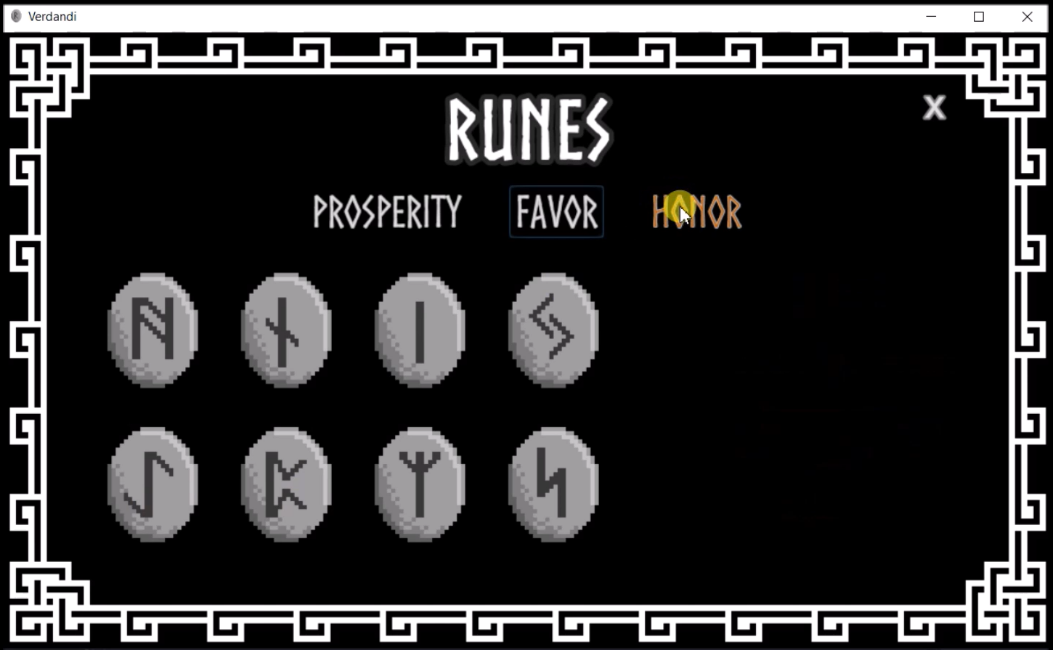 Verdandi
RUNES
X
PROSPERITY FAVOR HONOR
ᚺ ᚾ ᛁ ᛃ
ᛇ ᛈ ᛉ ᛋ